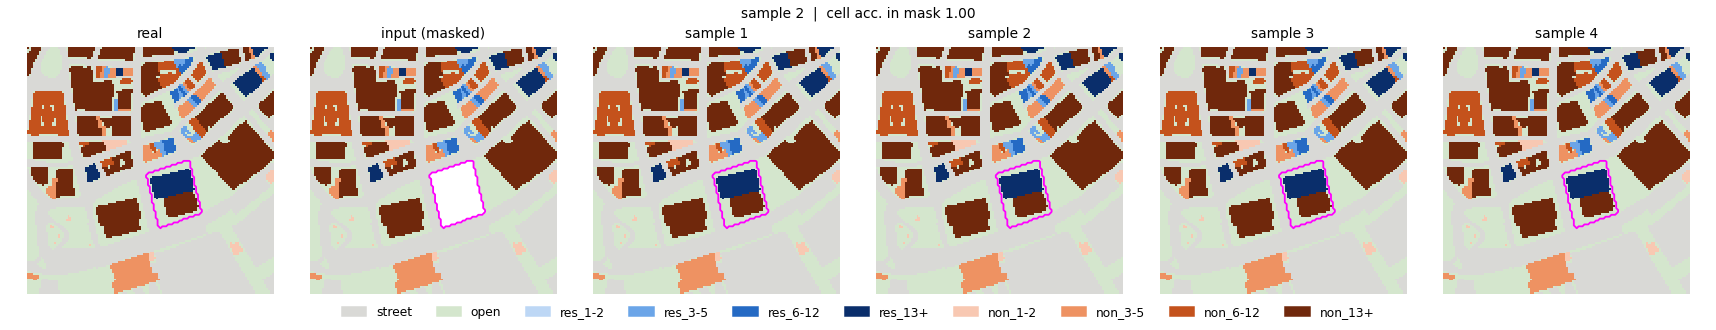 sample 2 | cell acc. in mask 1.00
real input (masked) sample 1 sample 2 sample 3 sample 4
street open res_1-2 res_3-5 res_6-12 res_13+ non_1-2 non_3-5 non_6-12 non_13+